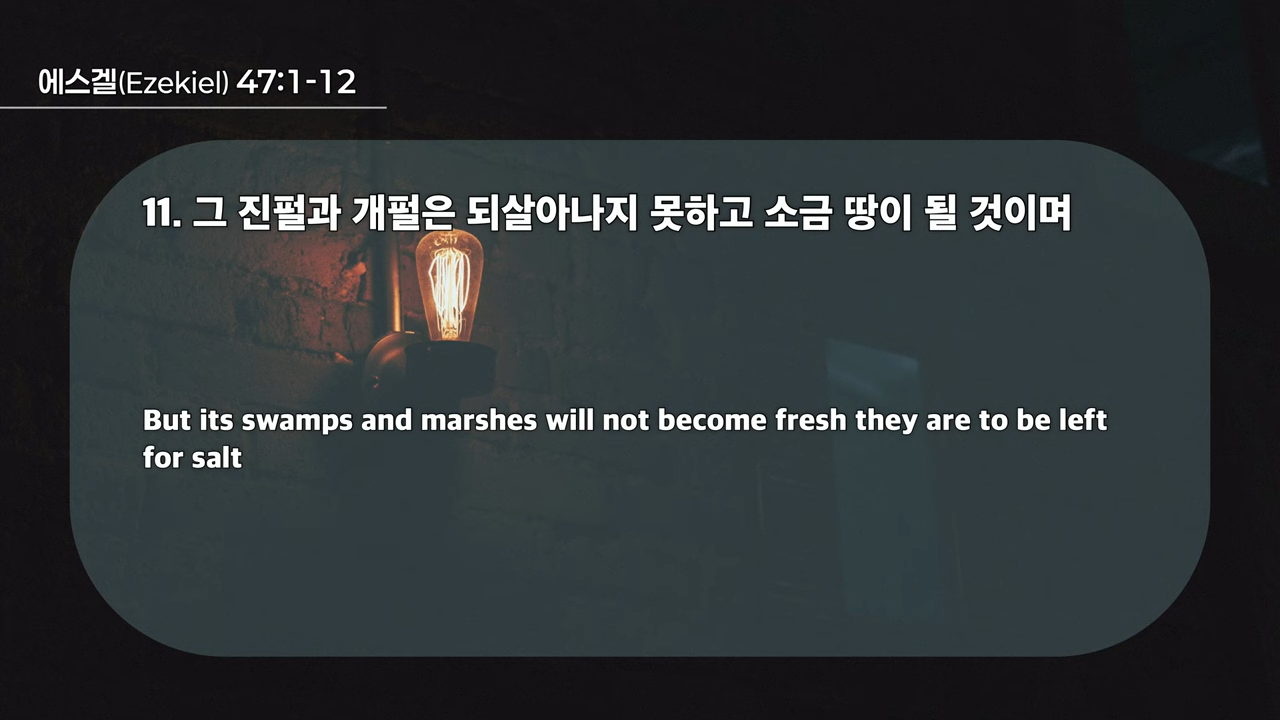 에스겔(Ezekiel) 47:1-12
11. 그 진펄과 개펄은 되살아나지 못하고 소금 땅이 될 것이며
But its swamps and marshes will not become fresh they are to be left
for salt